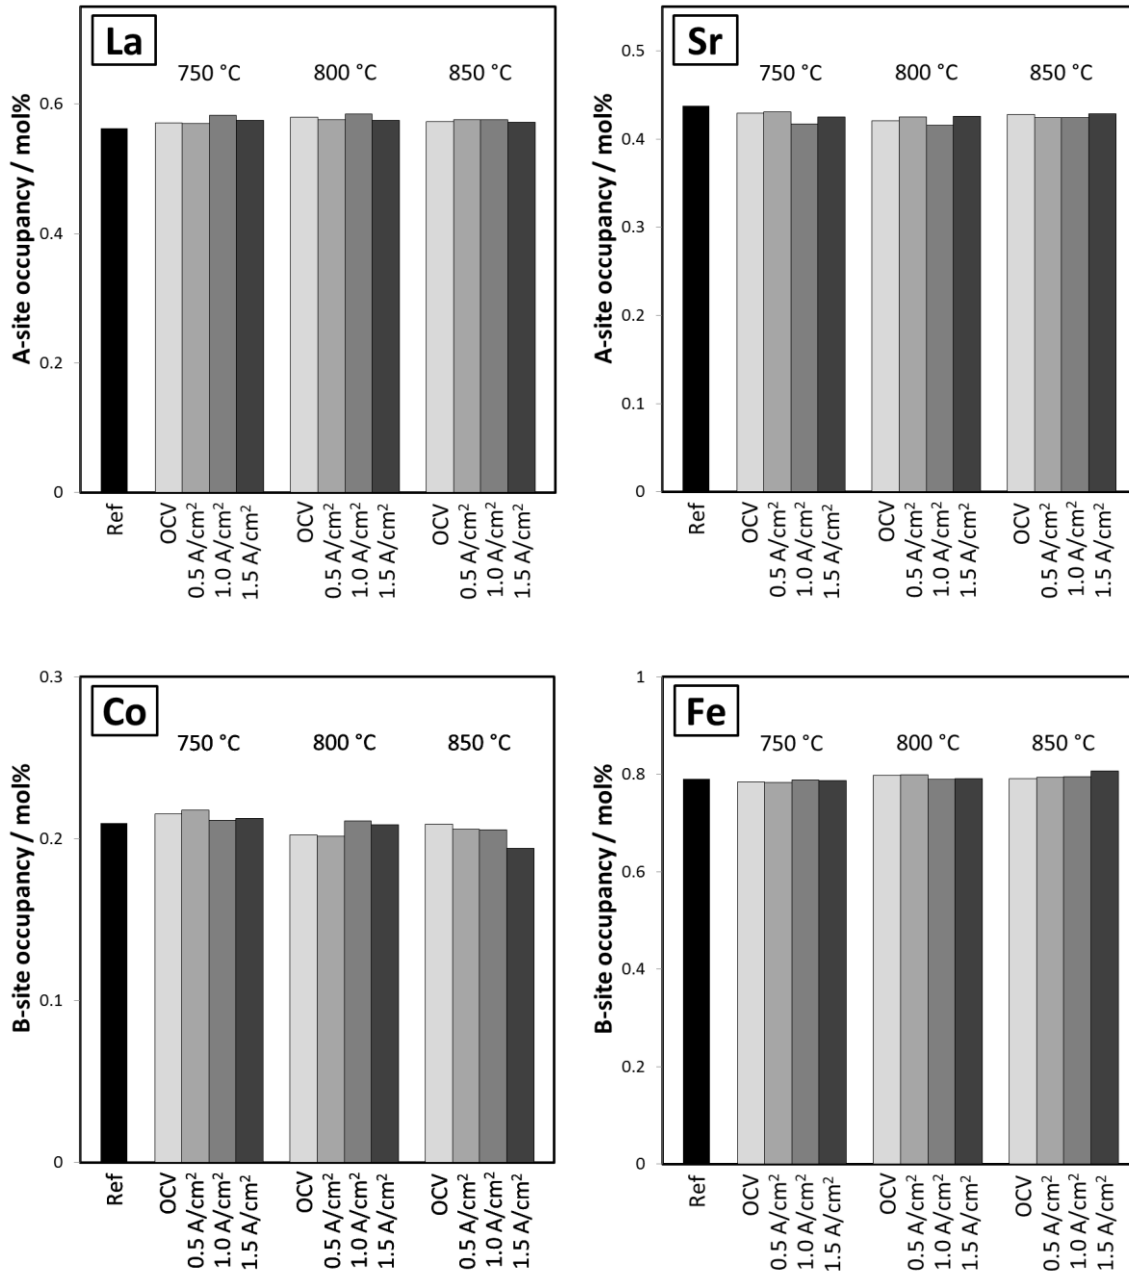 La
750 °C
800 °C
850 °C
A-site occupancy / mol%
0.6
0.4
0.2
0
Ref
OCV
0.5 A/cm²
1.0 A/cm²
1.5 A/cm²
OCV
0.5 A/cm²
1.0 A/cm²
1.5 A/cm²
OCV
0.5 A/cm²
1.0 A/cm²
1.5 A/cm²
Sr
750 °C
800 °C
850 °C
A-site occupancy / mol%
0.5
0.4
0.3
0.2
0.1
0
Ref
OCV
0.5 A/cm²
1.0 A/cm²
1.5 A/cm²
OCV
0.5 A/cm²
1.0 A/cm²
1.5 A/cm²
OCV
0.5 A/cm²
1.0 A/cm²
1.5 A/cm²
Co
750 °C
800 °C
850 °C
B-site occupancy / mol%
0.3
0.2
0.1
0
Ref
OCV
0.5 A/cm²
1.0 A/cm²
1.5 A/cm²
OCV
0.5 A/cm²
1.0 A/cm²
1.5 A/cm²
OCV
0.5 A/cm²
1.0 A/cm²
1.5 A/cm²
Fe
750 °C
800 °C
850 °C
B-site occupancy / mol%
1
0.8
0.6
0.4
0.2
0
Ref
OCV
0.5 A/cm²
1.0 A/cm²
1.5 A/cm²
OCV
0.5 A/cm²
1.0 A/cm²
1.5 A/cm²
OCV
0.5 A/cm²
1.0 A/cm²
1.5 A/cm²